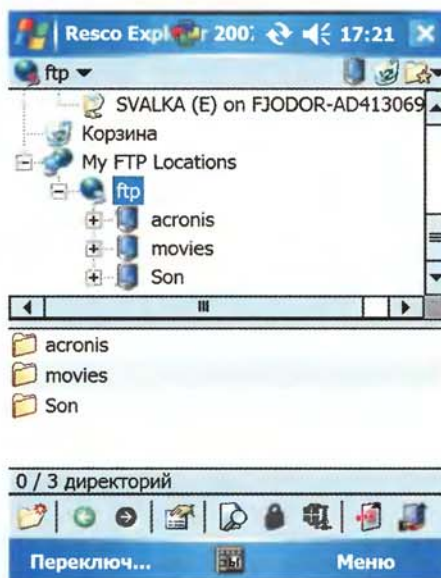 Resco Expl r 2007 17:21
ftp
SVALKA (E) on FJODOR-AD413069
Корзина
My FTP Locations
ftp
acronis
movies
Son
acronis
movies
Son
0 / 3 директорий
Переключ... Меню